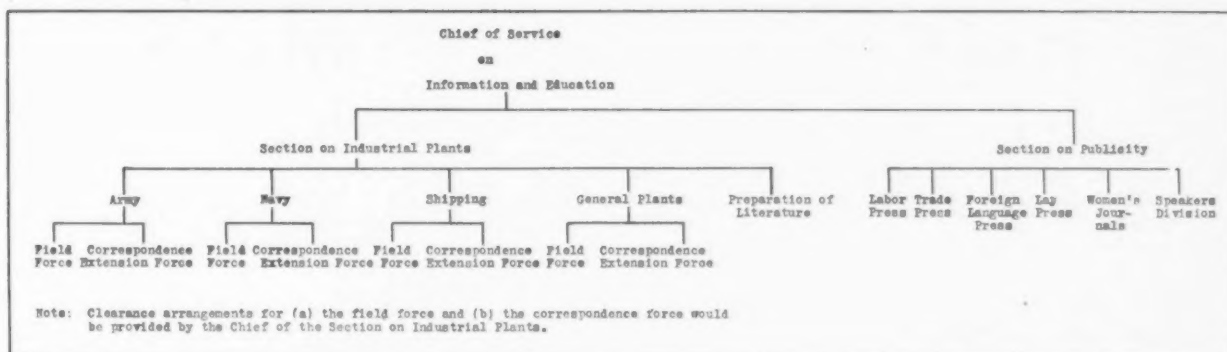 Chief of Service
on
Information and Education
Section on Industrial Plants
Section on Publicity
Army
Navy
Shipping
General Plants
Preparation of
Literature
Labor
Press
Trade
Press
Foreign
Language
Press
Lay
Press
Women's
Jour-
nals
Speakers
Division
Field
Force
Correspondence
Extension Force
Field
Force
Correspondence
Extension Force
Field
Force
Correspondence
Extension Force
Field
Force
Correspondence
Extension Force
Note: Clearance arrangements for (a) the field force and (b) the correspondence force would
be provided by the Chief of the Section on Industrial Plants.